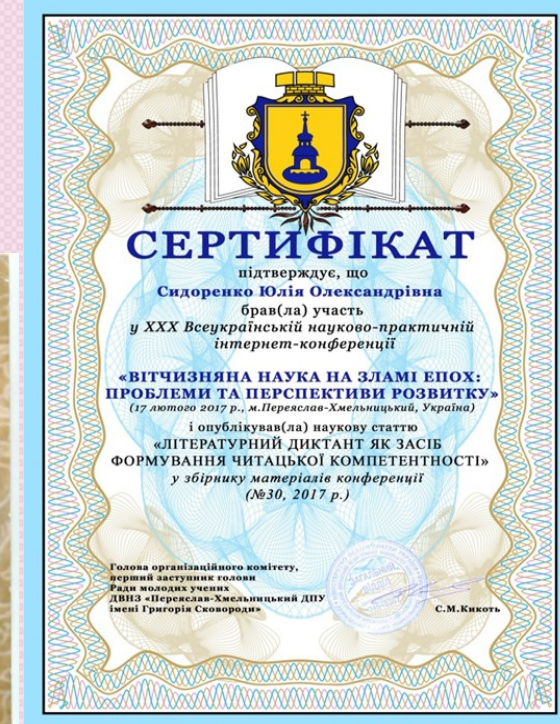 СЕРТИФІКАТ
підтверджує, що
Сидоренко Юлія Олександрівна
брав(ла) участь
у XXX Всеукраїнській науково-практичній
інтернет-конференції
«ВІТЧИЗНЯНА НАУКА НА ЗЛАМІ ЕПОХ:
ПРОБЛЕМИ ТА ПЕРСПЕКТИВИ РОЗВИТКУ»
(17 лютого 2017 р., м.Переяслав-Хмельницький, Україна)
і опублікував(ла) наукову статтю
«ЛІТЕРАТУРНИЙ ДИКТАНТ ЯК ЗАСІБ
ФОРМУВАННЯ ЧИТАЦЬКОЇ КОМПЕТЕНТНОСТІ»
у збірнику матеріалів конференції
(№30, 2017 р.)
Голова організаційного комітету,
перший заступник голови
Ради молодих учених
ДВНЗ «Переяслав-Хмельницький ДПУ
імені Григорія Сковороди»
С.М.Кикоть